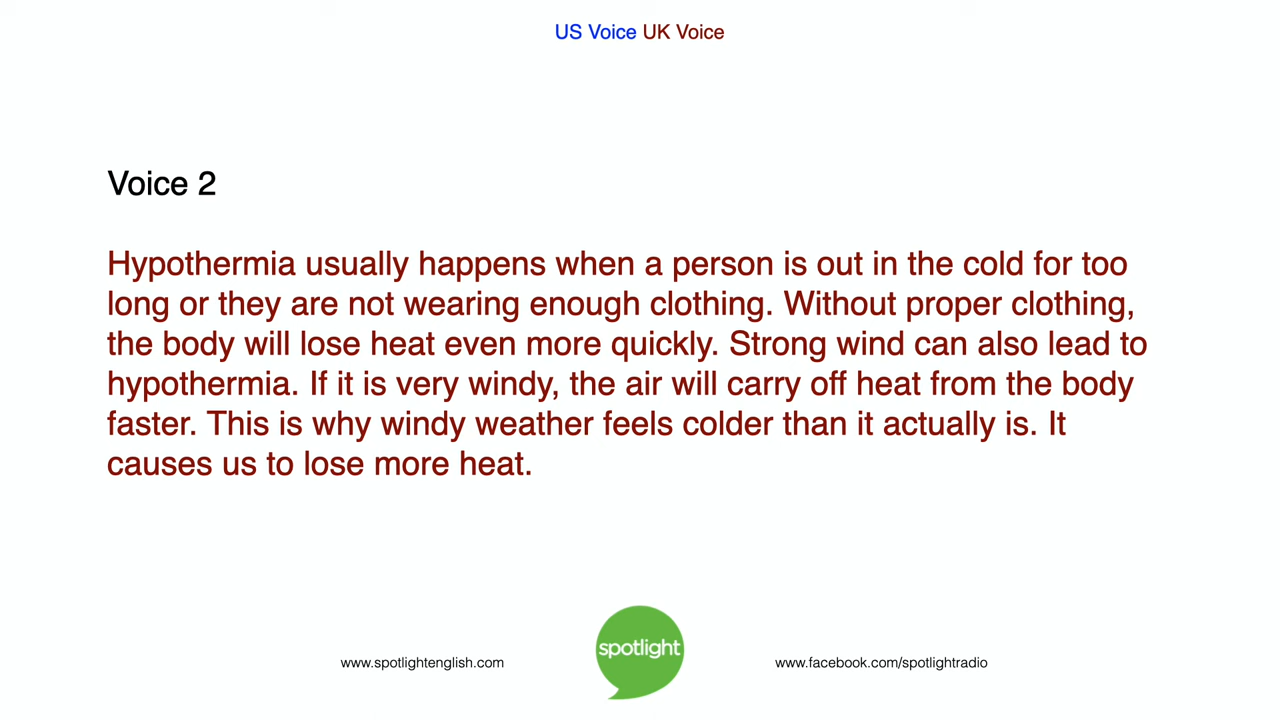 US Voice UK Voice
Voice 2
Hypothermia usually happens when a person is out in the cold for too
long or they are not wearing enough clothing. Without proper clothing,
the body will lose heat even more quickly. Strong wind can also lead to
hypothermia. If it is very windy, the air will carry off heat from the body
faster. This is why windy weather feels colder than it actually is. It
causes us to lose more heat.
www.spotlightenglish.com
spotlight
www.facebook.com/spotlightradio